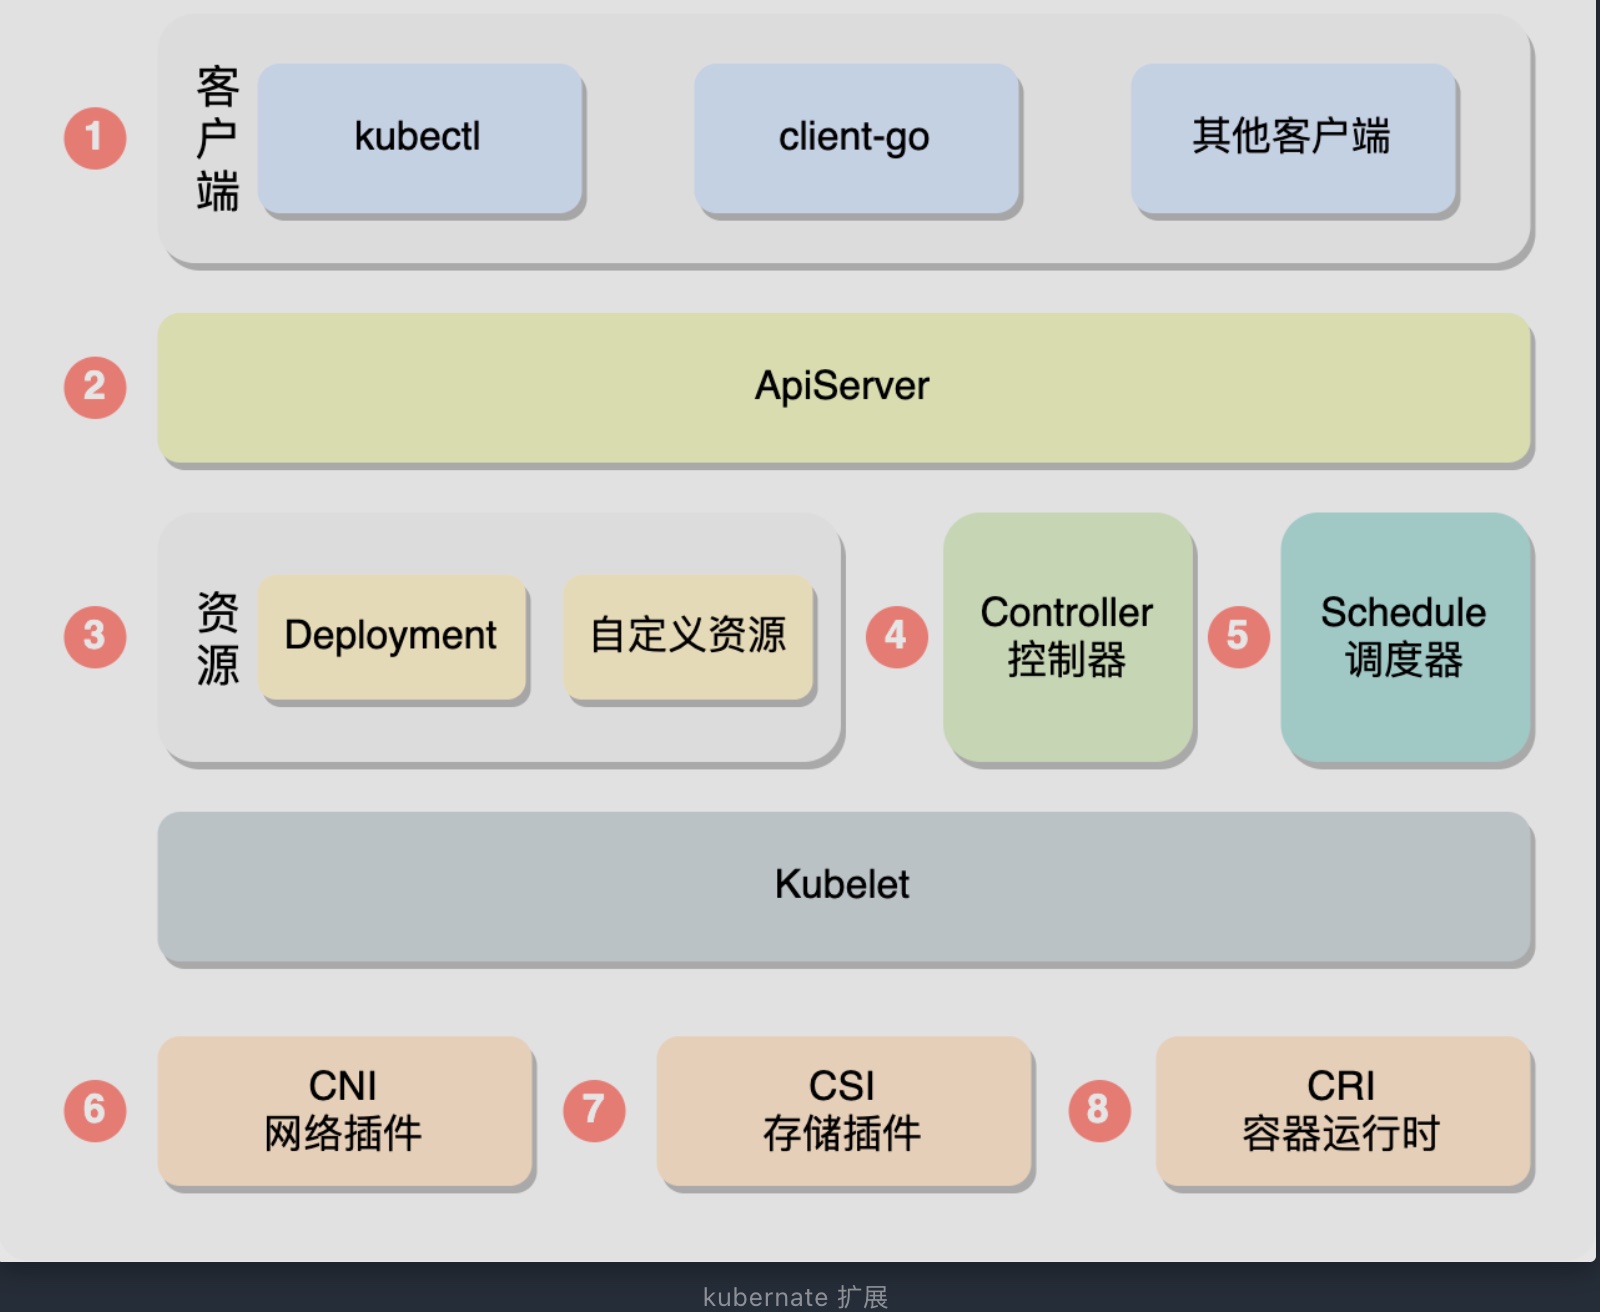 客户端
1
kubectl
client-go
其他客户端
2
ApiServer
3
资源
Deployment
自定义资源
4
Controller
控制器
5
Schedule
调度器
Kubelet
6
CNI
网络插件
7
CSI
存储插件
8
CRI
容器运行时
kubernate 扩展